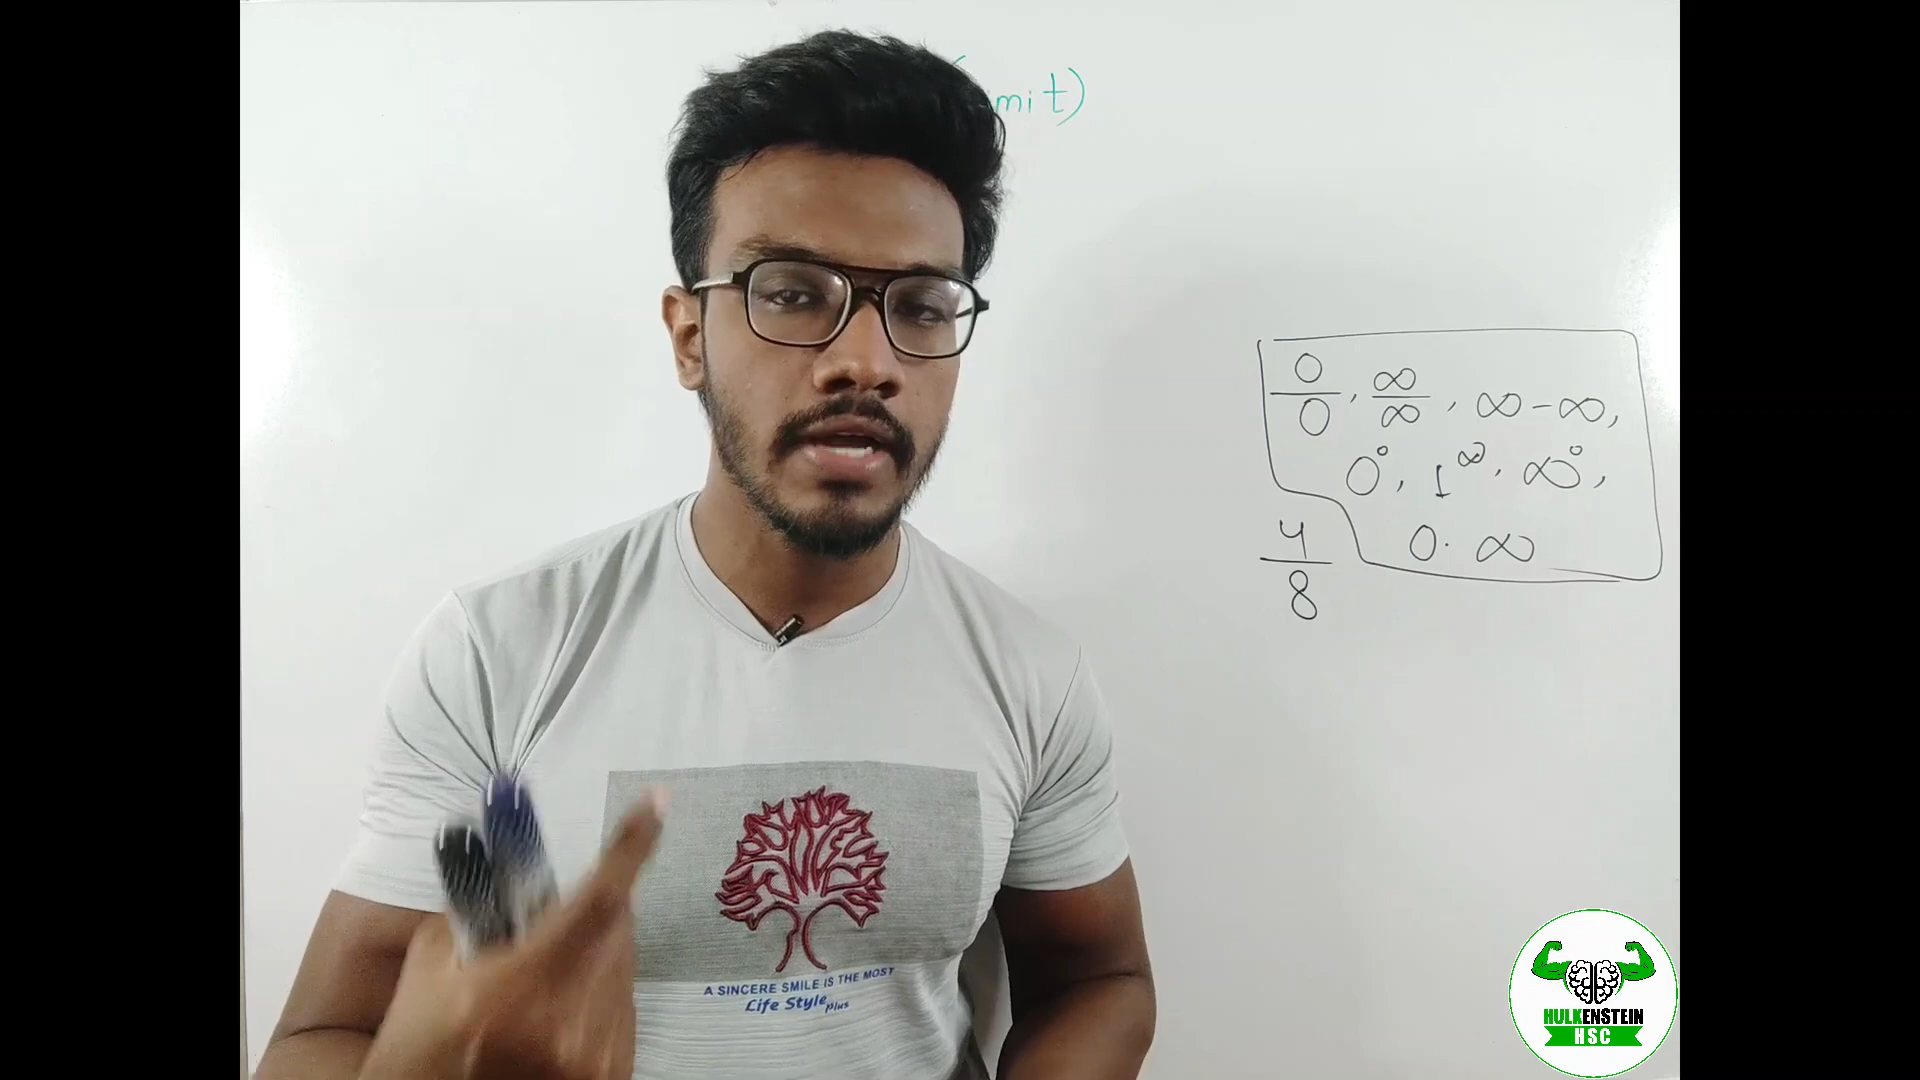 mit)
0/0, ∞/∞, ∞-∞,
0⁰, 1^∞, ∞⁰,
0·∞
4/8
A SINCERE SMILE IS THE MOST
Life Style plus
HULKENSTEIN
HSC